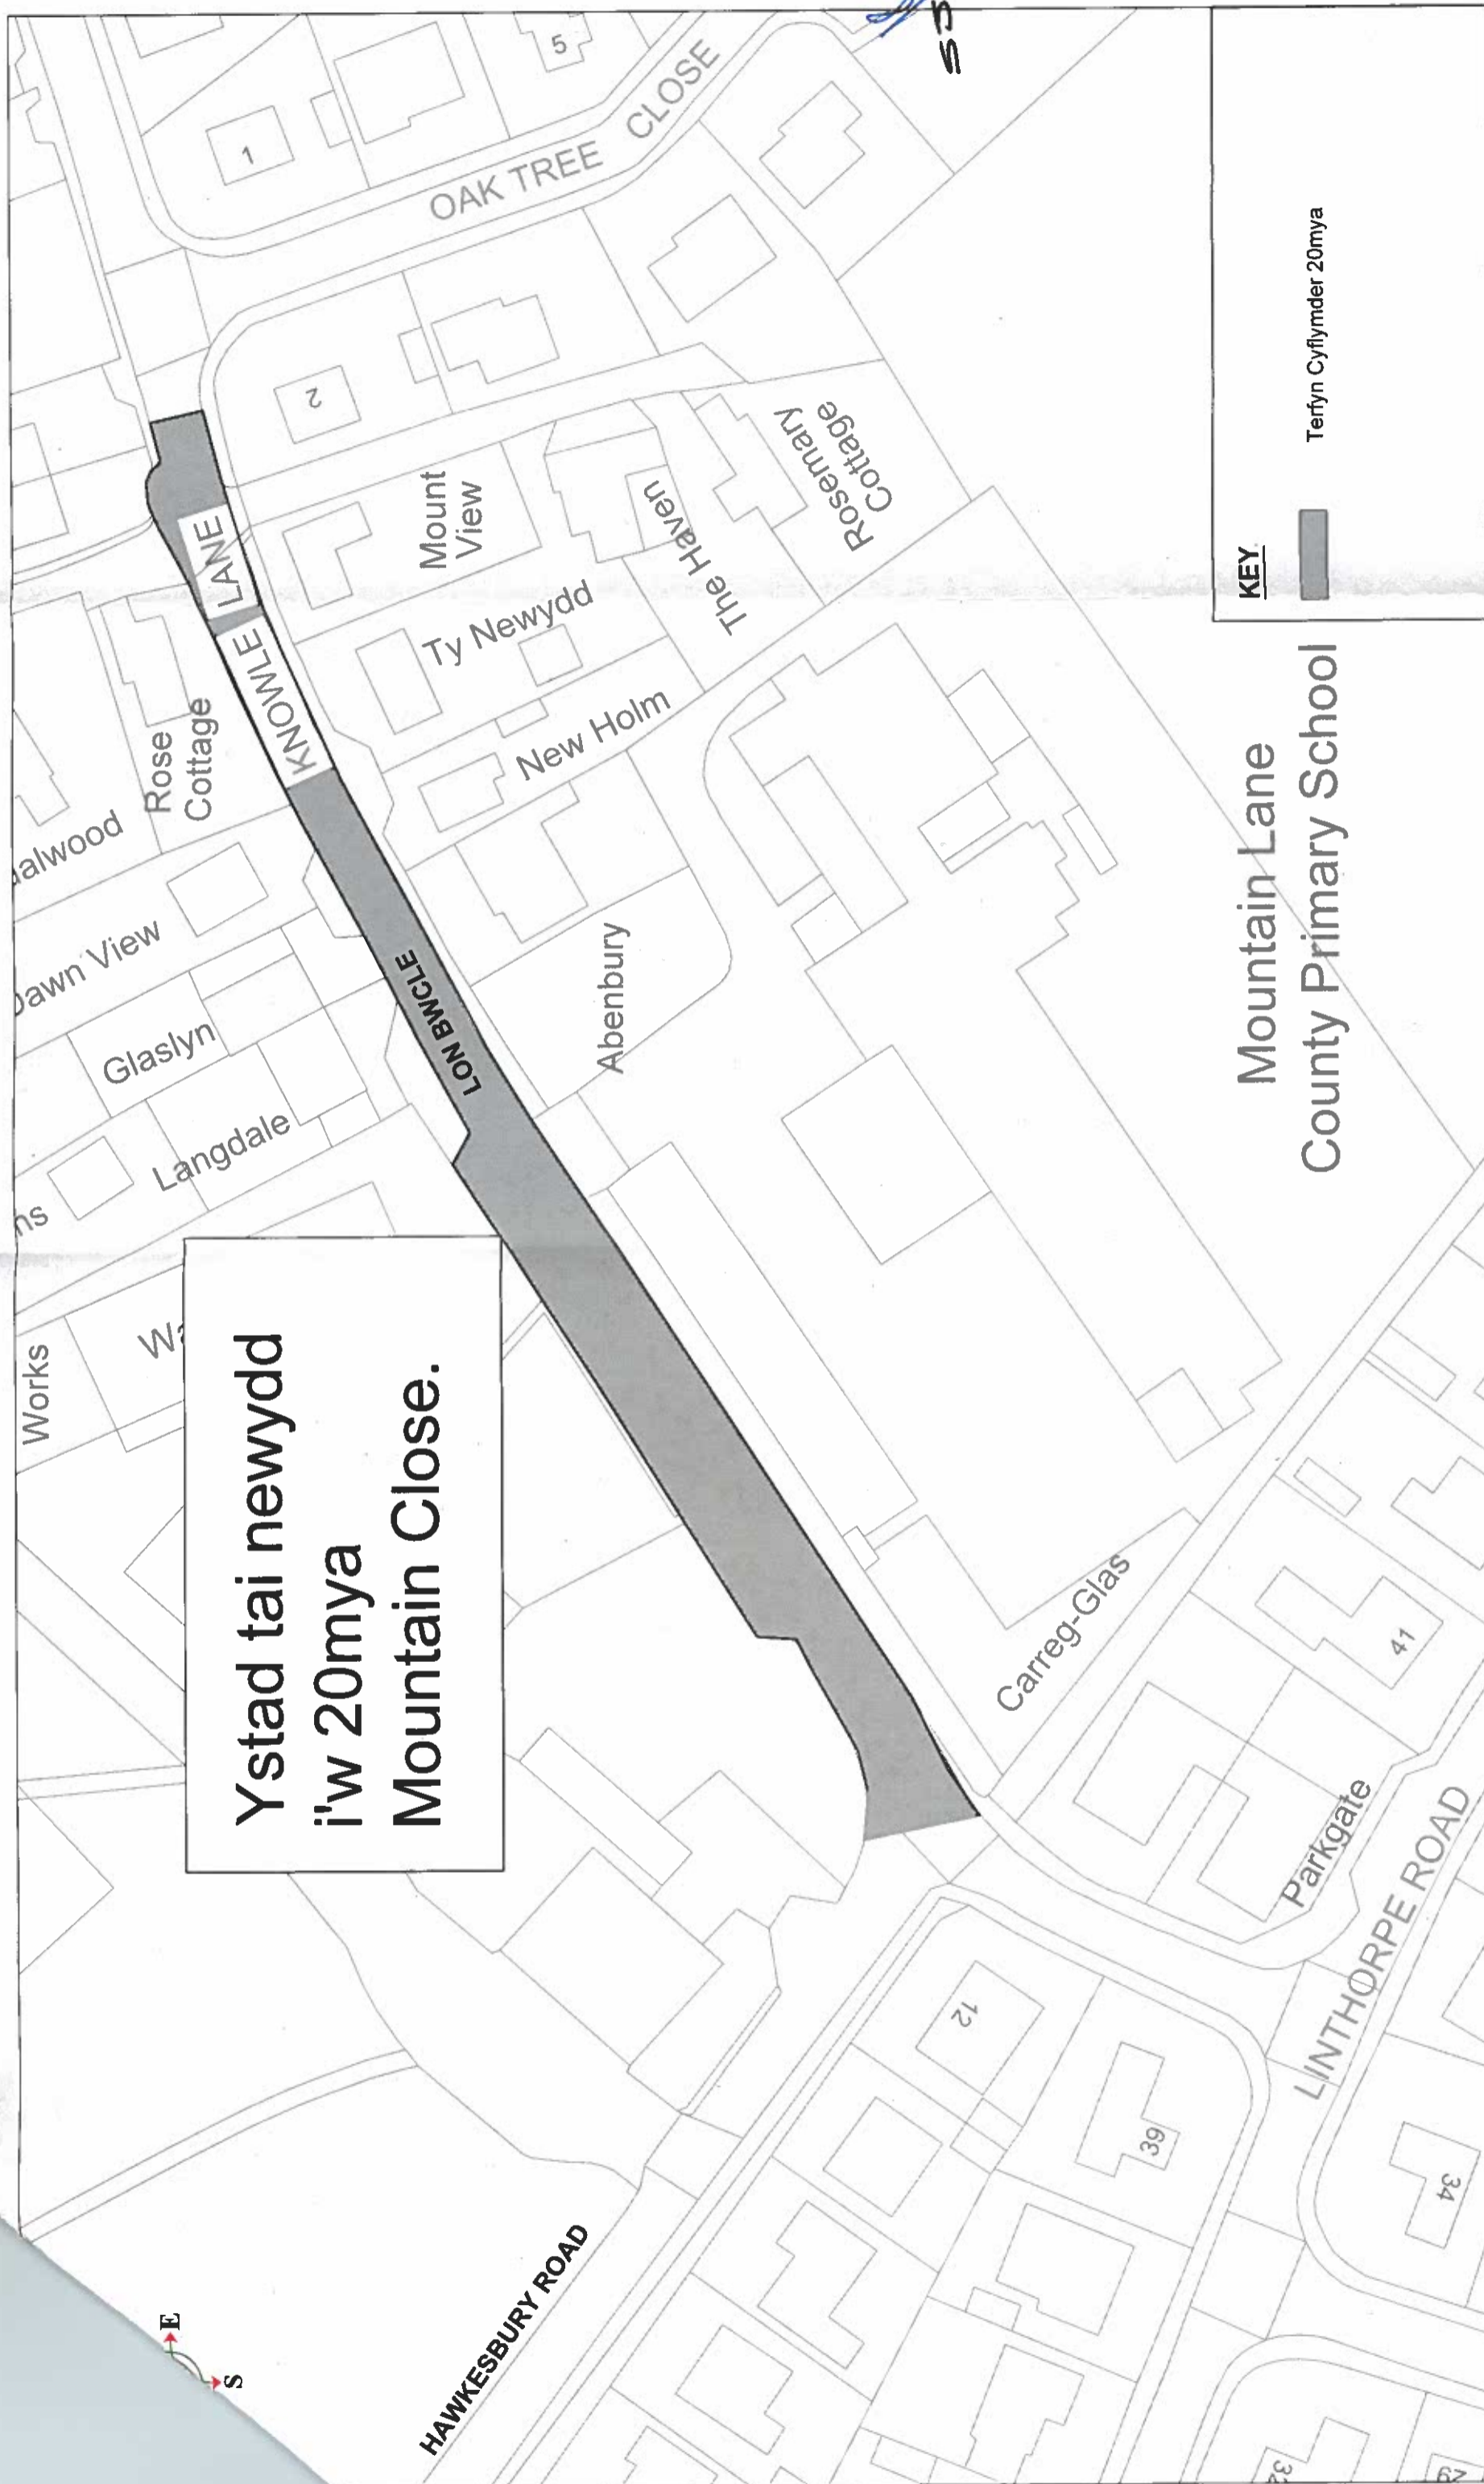 Works
Dawn View
Glaslyn
Langdale
Rose
Cottage
Ystad tai newydd
i'w 20mya
Mountain Close.
KNOWLE LANE
LON BWCLE
OAK TREE CLOSE
1
5
2
Mount
View
Ty Newydd
The Haven
Rosemary
Cottage
New Holm
Abenbury
Mountain Lane
County Primary School
Carreg-Glas
41
Parkgate
LINTHORPE ROAD
12
39
34
HAWKESBURY ROAD
E
S
KEY
Terfyn Cyflymder 20mya